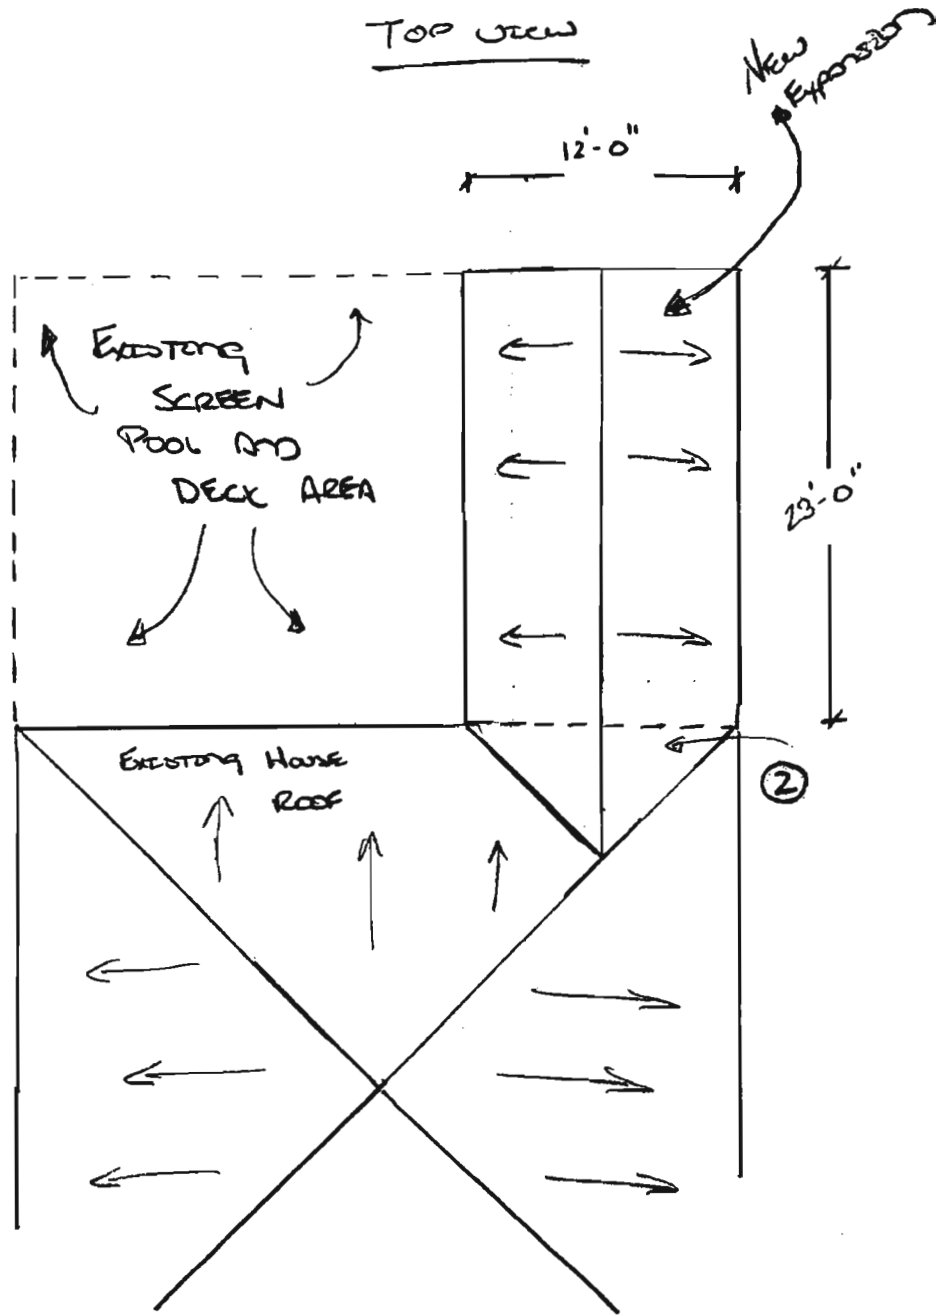 TOP VIEW
NEW
EXPANSION
12'-0"
EXISTING
SCREEN
POOL AND
DECK AREA
23'-0"
EXISTING HOUSE
ROOF
2